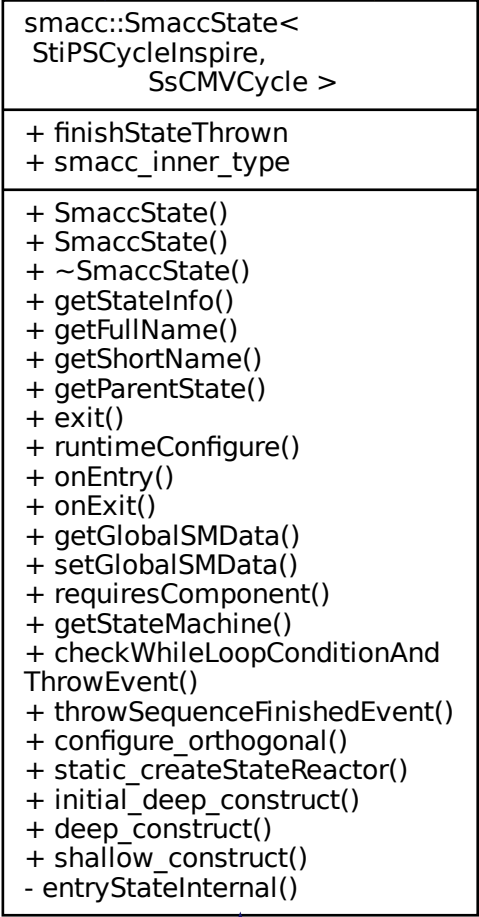 smacc::SmaccState<
StiPSCycleInspire,
SsCMVCycle >
+ finishStateThrown
+ smacc_inner_type
+ SmaccState()
+ SmaccState()
+ ~SmaccState()
+ getStateInfo()
+ getFullName()
+ getShortName()
+ getParentState()
+ exit()
+ runtimeConfigure()
+ onEntry()
+ onExit()
+ getGlobalSMData()
+ setGlobalSMData()
+ requiresComponent()
+ getStateMachine()
+ checkWhileLoopConditionAnd
ThrowEvent()
+ throwSequenceFinishedEvent()
+ configure_orthogonal()
+ static_createStateReactor()
+ initial_deep_construct()
+ deep_construct()
+ shallow_construct()
- entryStateInternal()